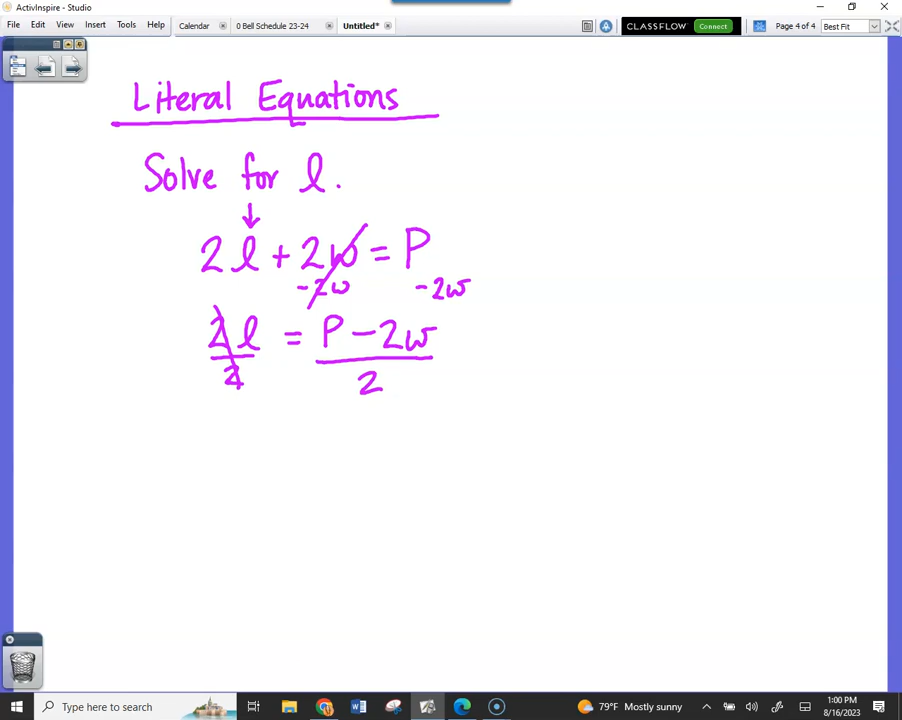 ActivInspire - Studio
File Edit View Insert Tools Help Calendar 0 Bell Schedule 23-24 Untitled* CLASSFLOW Connect Page 4 of 4 Best Fit
Literal Equations
Solve for l.
↓
2l + 2w = P
-2w -2w
2l = P - 2w
2 2
Type here to search 79°F Mostly sunny 1:00 PM
8/16/2023